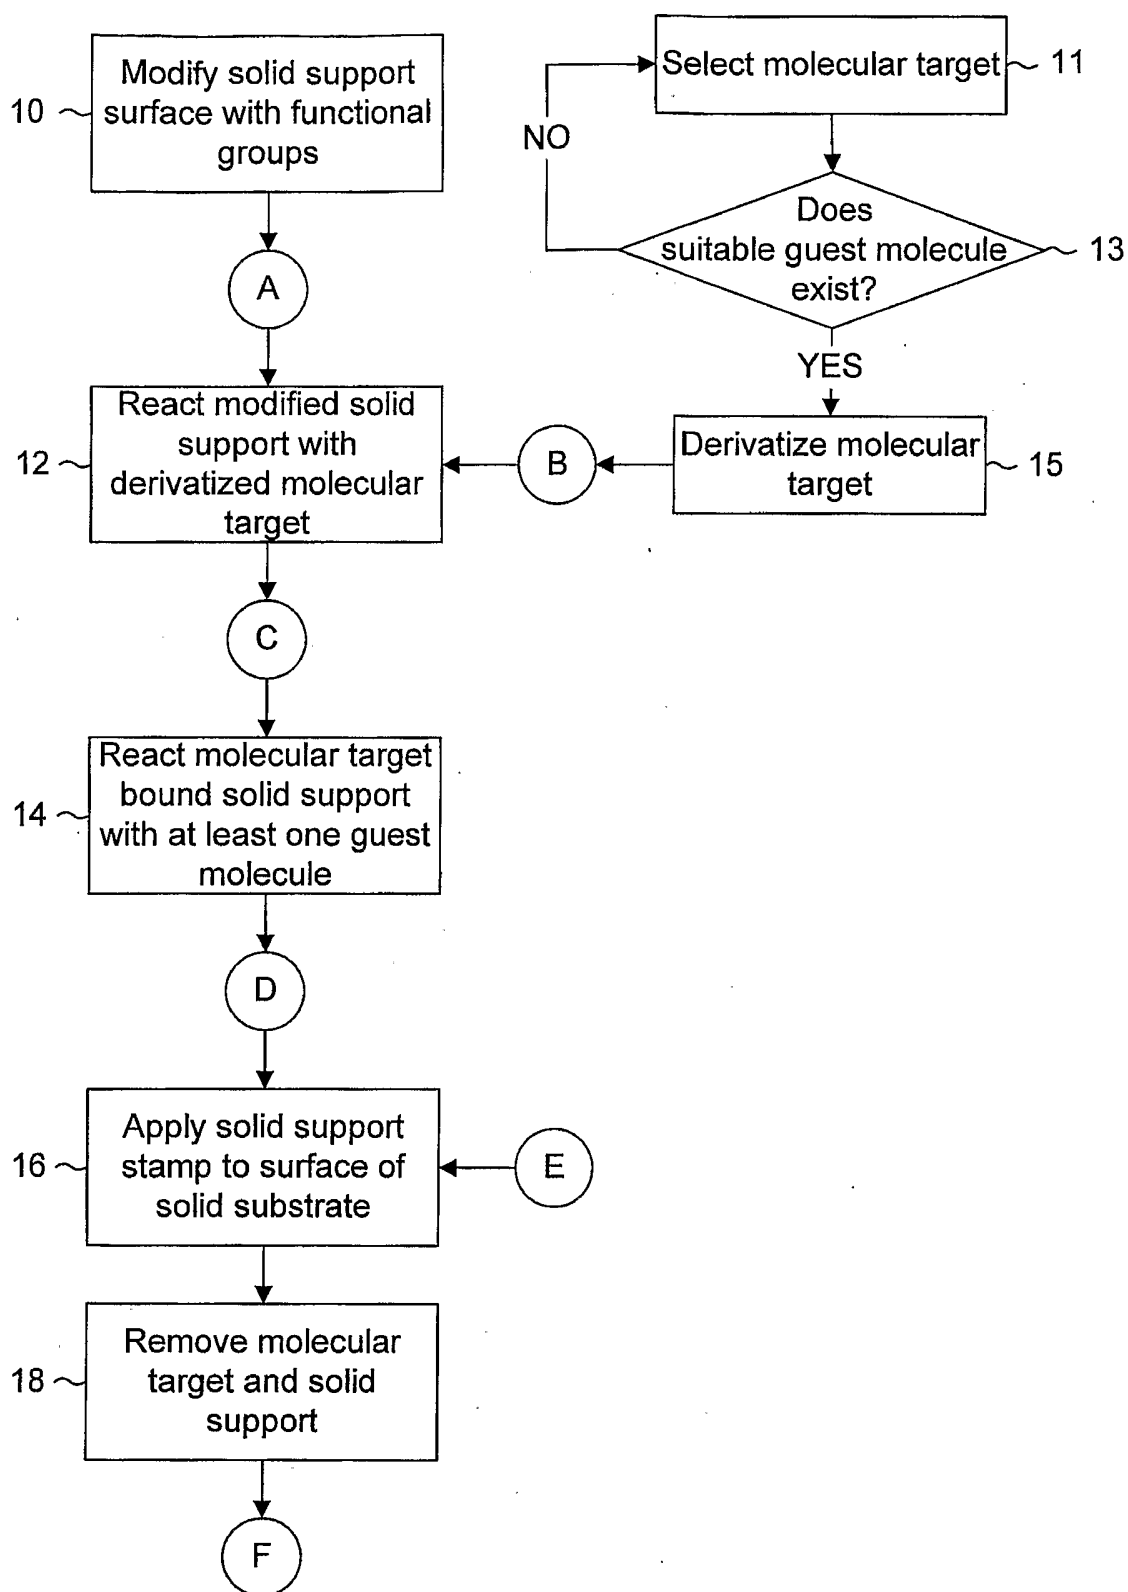 10
Modify solid support
surface with functional
groups
A
Select molecular target
11
NO
Does
suitable guest molecule
exist?
13
YES
Derivatize molecular
target
15
B
12
React modified solid
support with
derivatized molecular
target
C
14
React molecular target
bound solid support
with at least one guest
molecule
D
16
Apply solid support
stamp to surface of
solid substrate
E
18
Remove molecular
target and solid
support
F